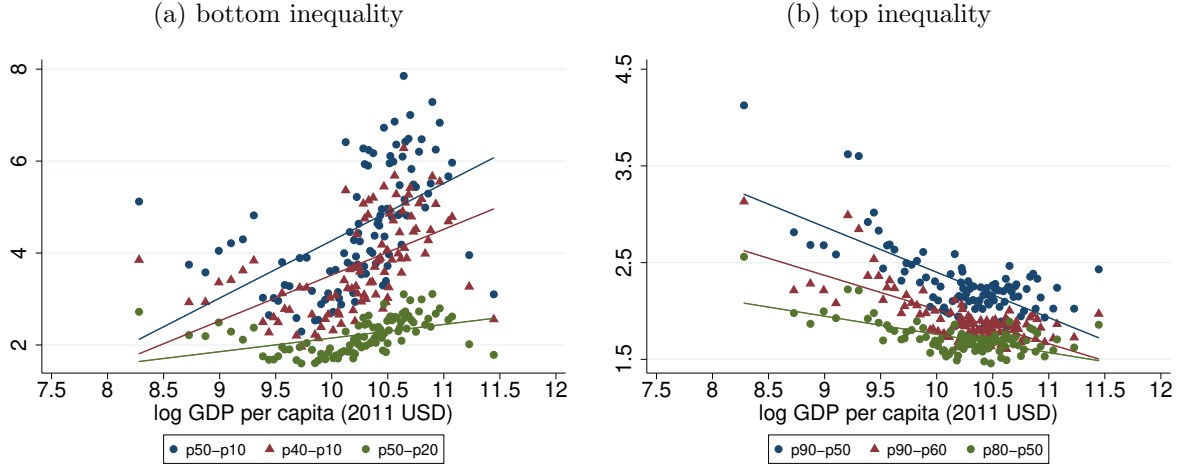 (a) bottom inequality
8
6
4
2
7.5 8 8.5 9 9.5 10 10.5 11 11.5 12
log GDP per capita (2011 USD)
p50−p10 p40−p10 p50−p20
(b) top inequality
4.5
3.5
2.5
1.5
7.5 8 8.5 9 9.5 10 10.5 11 11.5 12
log GDP per capita (2011 USD)
p90−p50 p90−p60 p80−p50